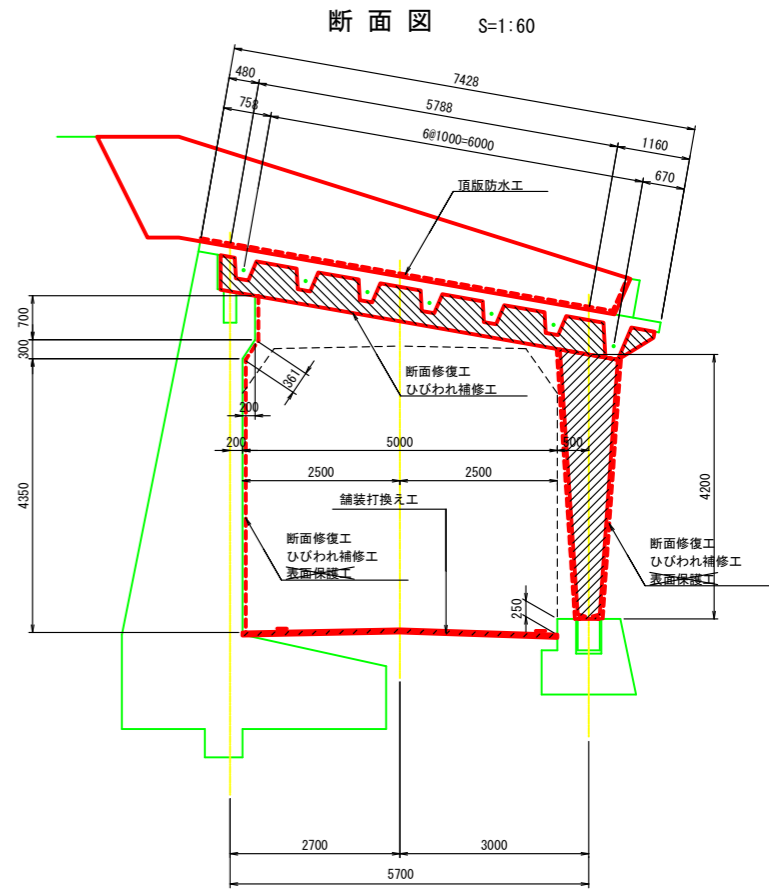 断面図 S=1:60
7428
480
5788
758
6@1000=6000
1160
670
頂版防水工
700
300
361
断面修復工
ひびわれ補修工
200
200
5000
500
2500
2500
4350
4200
舗装打換え工
断面修復工
ひびわれ補修工
表面保護工
断面修復工
ひびわれ補修工
表面保護工
250
2700
3000
5700